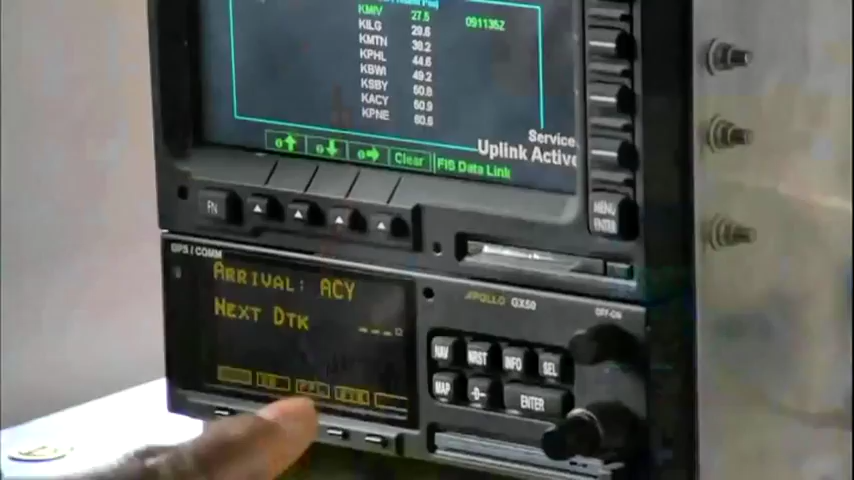 KMIV 27.5 091135Z
KILG 29.6
KMTN 39.2
KPHL 44.6
KBWI 49.2
KSBY 50.8
KACY 50.9
KPNE 60.6
Service
Uplink Active
Clear FIS Data Link
FN
MENU
ENTER
GPS/COMM
ARRIVAL: ACY
NEXT DTK
APOLLO GX50
OFF-ON
NAV NRST INFO SEL
MAP -D- ENTER